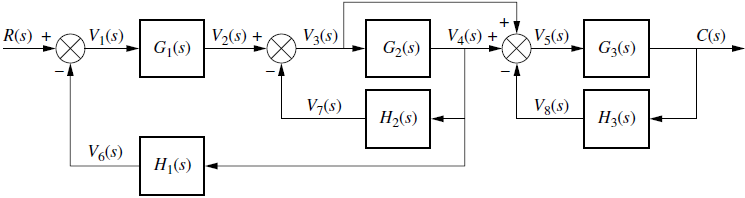 R(s) + V₁(s) G₁(s) V₂(s) + V₃(s) G₂(s) V₄(s) + + V₅(s) G₃(s) C(s)
− − −
V₇(s) H₂(s) V₈(s) H₃(s)
V₆(s) H₁(s)